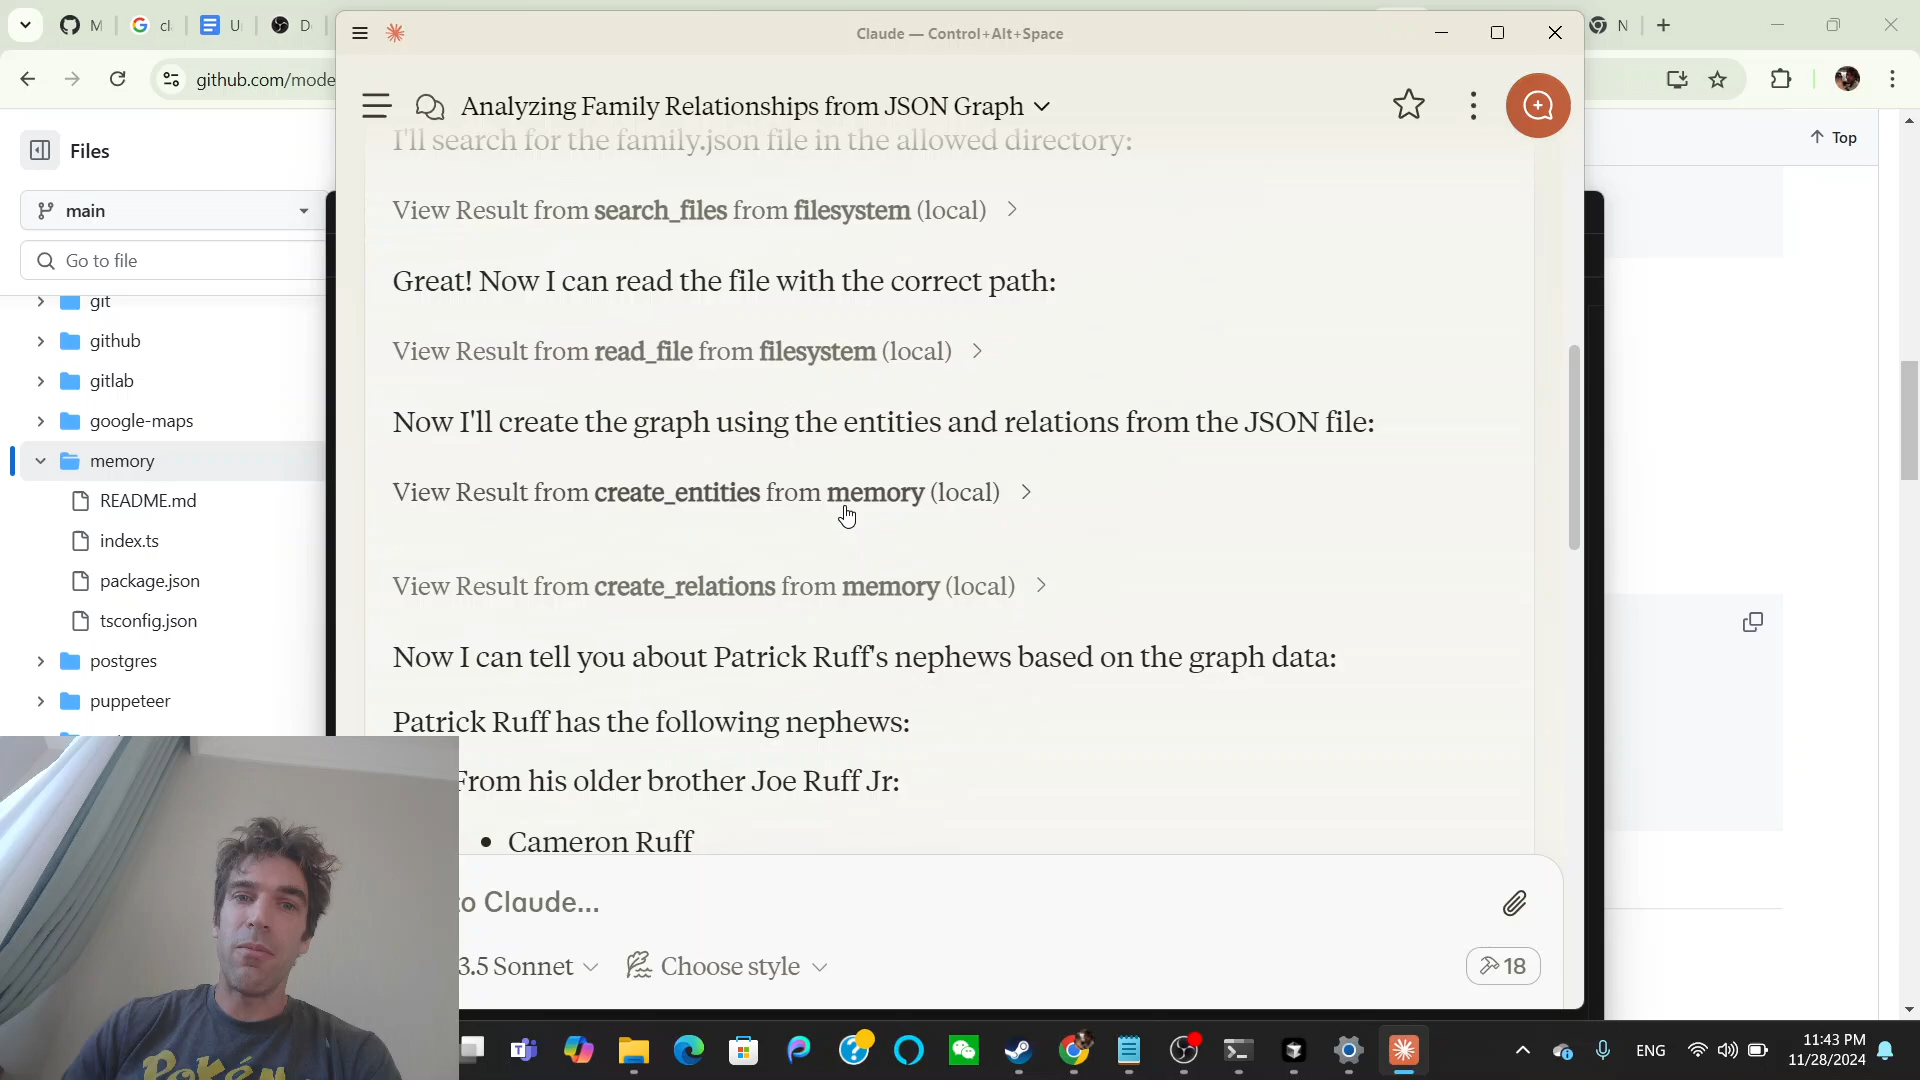 M
cl
U
D
N
Claude — Control+Alt+Space
github.com/mode
Analyzing Family Relationships from JSON Graph
Files
Top
I'll search for the family.json file in the allowed directory:
main
View Result from search_files from filesystem (local)
Go to file
Great! Now I can read the file with the correct path:
git
github
View Result from read_file from filesystem (local)
gitlab
google-maps
Now I'll create the graph using the entities and relations from the JSON file:
memory
README.md
View Result from create_entities from memory (local)
index.ts
package.json
View Result from create_relations from memory (local)
tsconfig.json
postgres
Now I can tell you about Patrick Ruff's nephews based on the graph data:
puppeteer
Patrick Ruff has the following nephews:
From his older brother Joe Ruff Jr:
Cameron Ruff
to Claude...
3.5 Sonnet
Choose style
18
ENG
11:43 PM
11/28/2024
Poké